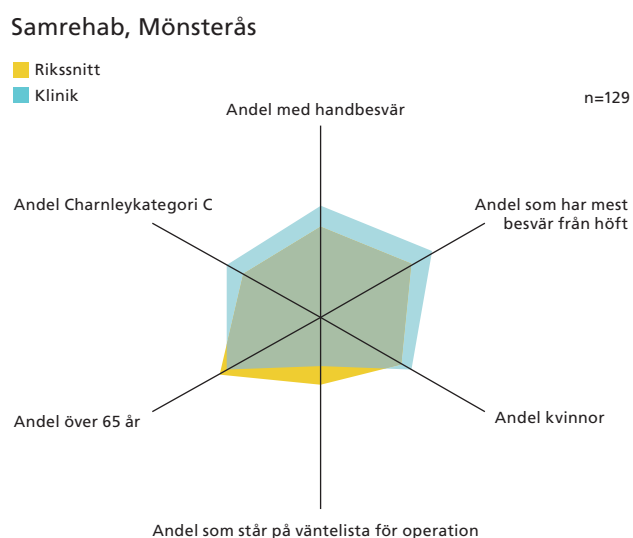 Samrehab, Mönsterås
Rikssnitt
Klinik
n=129
Andel med handbesvär
Andel Charnleykategori C
Andel som har mest
besvär från höft
Andel över 65 år
Andel kvinnor
Andel som står på väntelista för operation